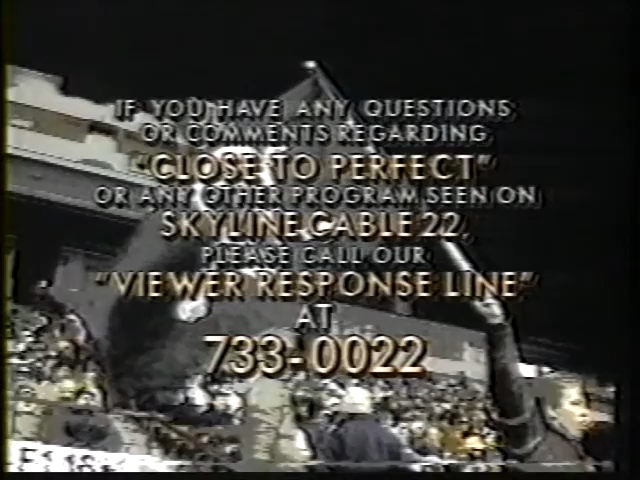 IF YOU HAVE ANY QUESTIONS
OR COMMENTS REGARDING
"CLOSE TO PERFECT"
OR ANY OTHER PROGRAM SEEN ON
SKYLINE CABLE 22,
PLEASE CALL OUR
"VIEWER RESPONSE LINE"
AT
733-0022